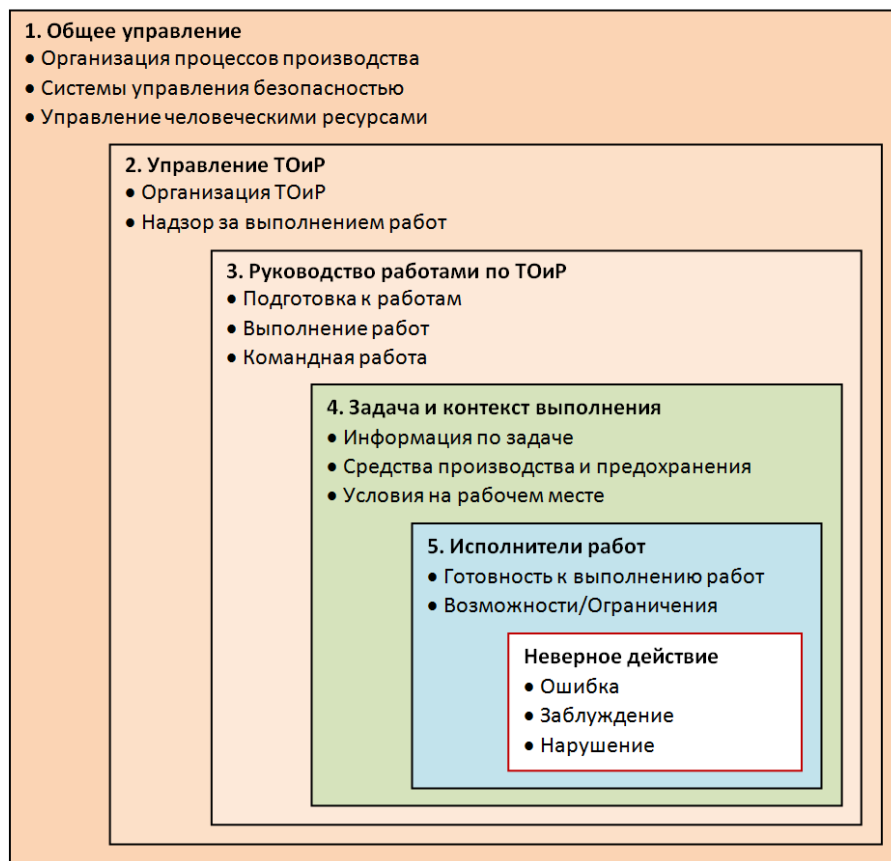 1. Общее управление
● Организация процессов производства
● Системы управления безопасностью
● Управление человеческими ресурсами
2. Управление ТОиР
● Организация ТОиР
● Надзор за выполнением работ
3. Руководство работами по ТОиР
● Подготовка к работам
● Выполнение работ
● Командная работа
4. Задача и контекст выполнения
● Информация по задаче
● Средства производства и предохранения
● Условия на рабочем месте
5. Исполнители работ
● Готовность к выполнению работ
● Возможности/Ограничения
Неверное действие
● Ошибка
● Заблуждение
● Нарушение